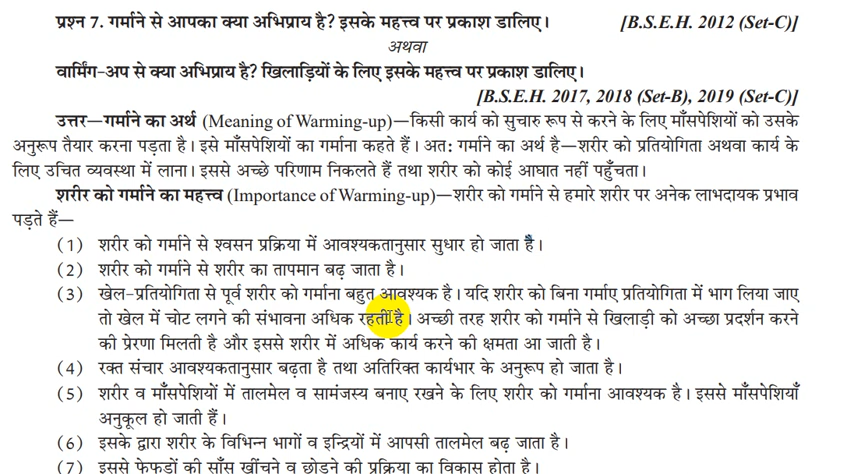 प्रश्न 7. गर्माने से आपका क्या अभिप्राय है? इसके महत्त्व पर प्रकाश डालिए। [B.S.E.H. 2012 (Set-C)]
अथवा
वार्मिंग-अप से क्या अभिप्राय है? खिलाड़ियों के लिए इसके महत्त्व पर प्रकाश डालिए।
[B.S.E.H. 2017, 2018 (Set-B), 2019 (Set-C)]
उत्तर—गर्माने का अर्थ (Meaning of Warming-up)—किसी कार्य को सुचारु रूप से करने के लिए माँसपेशियों को उसके
अनुरूप तैयार करना पड़ता है। इसे माँसपेशियों का गर्माना कहते हैं। अतः गर्माने का अर्थ है—शरीर को प्रतियोगिता अथवा कार्य के
लिए उचित व्यवस्था में लाना। इससे अच्छे परिणाम निकलते हैं तथा शरीर को कोई आघात नहीं पहुँचता।
शरीर को गर्माने का महत्त्व (Importance of Warming-up)—शरीर को गर्माने से हमारे शरीर पर अनेक लाभदायक प्रभाव
पड़ते हैं—
(1) शरीर को गर्माने से श्वसन प्रक्रिया में आवश्यकतानुसार सुधार हो जाता है।
(2) शरीर को गर्माने से शरीर का तापमान बढ़ जाता है।
(3) खेल-प्रतियोगिता से पूर्व शरीर को गर्माना बहुत आवश्यक है। यदि शरीर को बिना गर्माए प्रतियोगिता में भाग लिया जाए
तो खेल में चोट लगने की संभावना अधिक रहती है। अच्छी तरह शरीर को गर्माने से खिलाड़ी को अच्छा प्रदर्शन करने
की प्रेरणा मिलती है और इससे शरीर में अधिक कार्य करने की क्षमता आ जाती है।
(4) रक्त संचार आवश्यकतानुसार बढ़ता है तथा अतिरिक्त कार्यभार के अनुरूप हो जाता है।
(5) शरीर व माँसपेशियों में तालमेल व सामंजस्य बनाए रखने के लिए शरीर को गर्माना आवश्यक है। इससे माँसपेशियाँ
अनुकूल हो जाती हैं।
(6) इसके द्वारा शरीर के विभिन्न भागों व इन्द्रियों में आपसी तालमेल बढ़ जाता है।
(7) इससे फेफड़ों की साँस खींचने व छोड़ने की प्रक्रिया का विकास होता है।